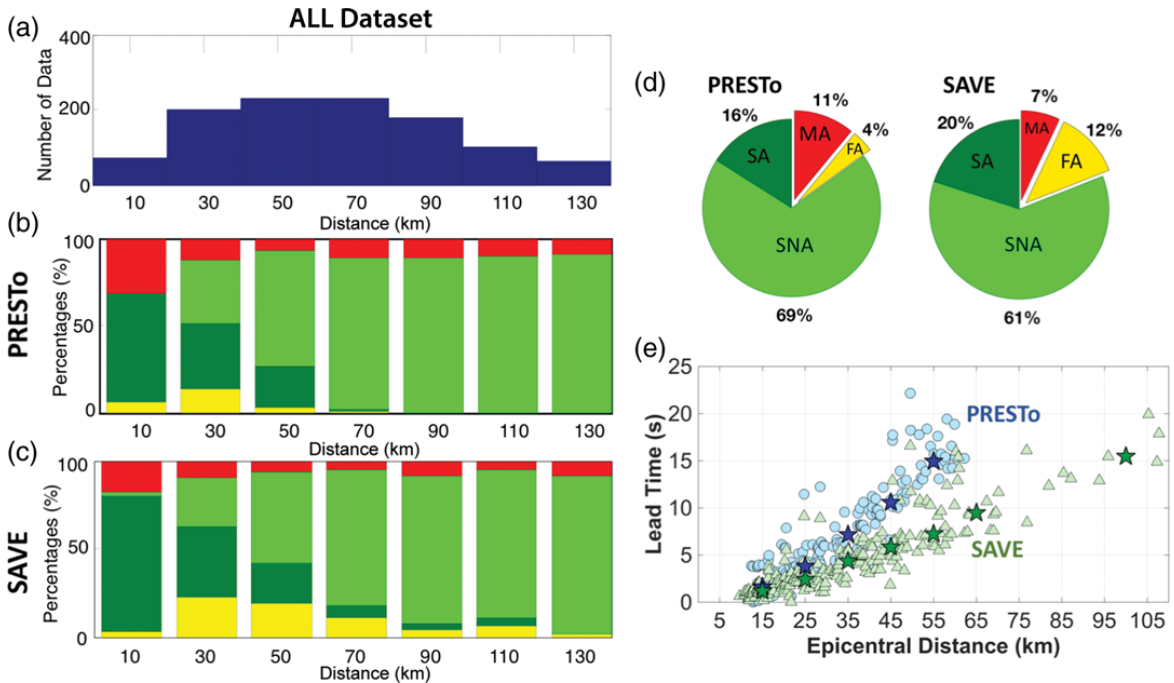 (a)
ALL Dataset
400
200
0
Number of Data
10 30 50 70 90 110 130
Distance (km)
(b)
PRESTo
Percentages (%)
100
50
0
10 30 50 70 90 110 130
Distance (km)
(c)
SAVE
Percentages (%)
100
50
0
10 30 50 70 90 110 130
Distance (km)
(d)
PRESTo
16%
11%
4%
SA
MA
FA
SNA
69%
SAVE
20%
7%
12%
SA
MA
FA
SNA
61%
(e)
Lead Time (s)
25
20
15
10
5
0
PRESTo
SAVE
5 15 25 35 45 55 65 75 85 95 105
Epicentral Distance (km)